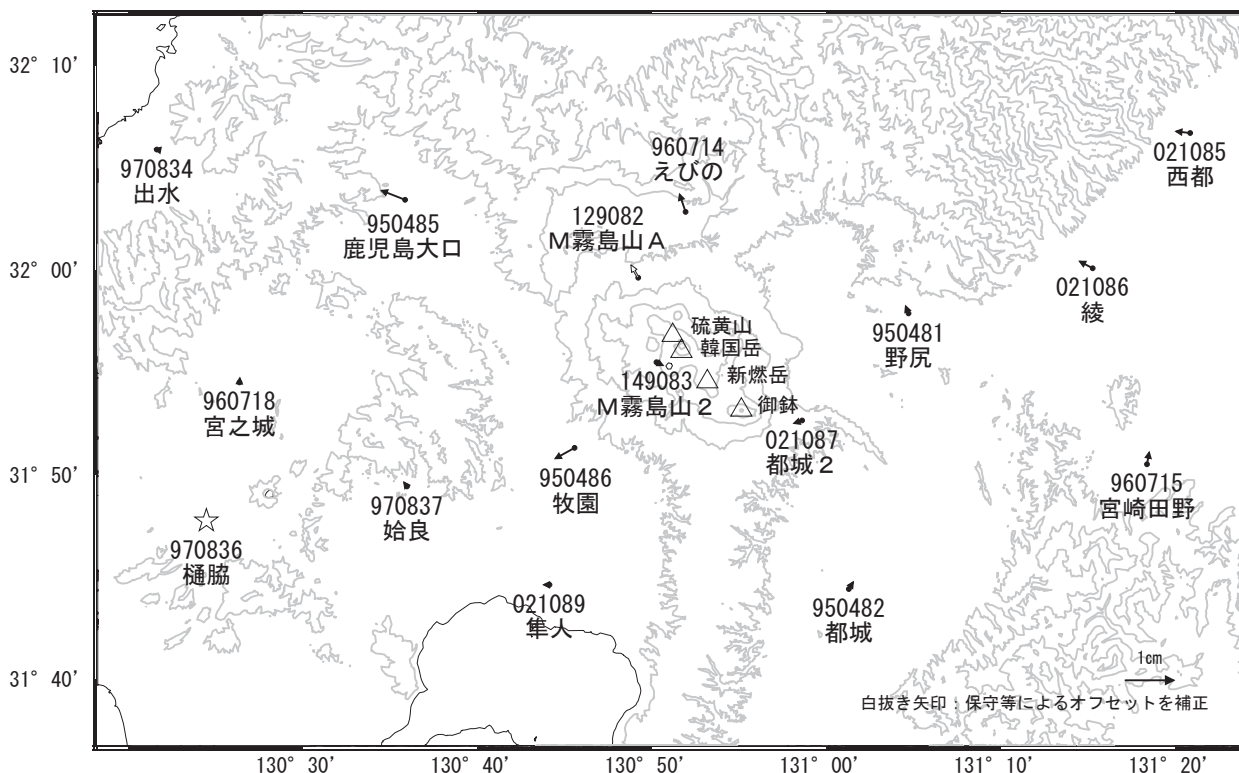 32° 10'
32° 00'
31° 50'
31° 40'
970834
出水
950485
鹿児島大口
960714
えびの
129082
Ｍ霧島山Ａ
021085
西都
021086
綾
950481
野尻
硫黄山
韓国岳
新燃岳
御鉢
149083
Ｍ霧島山２
021087
都城２
960718
宮之城
950486
牧園
970837
姶良
960715
宮崎田野
970836
樋脇
021089
隼人
950482
都城
1cm
白抜き矢印：保守等によるオフセットを補正
130° 30'
130° 40'
130° 50'
131° 00'
131° 10'
131° 20'